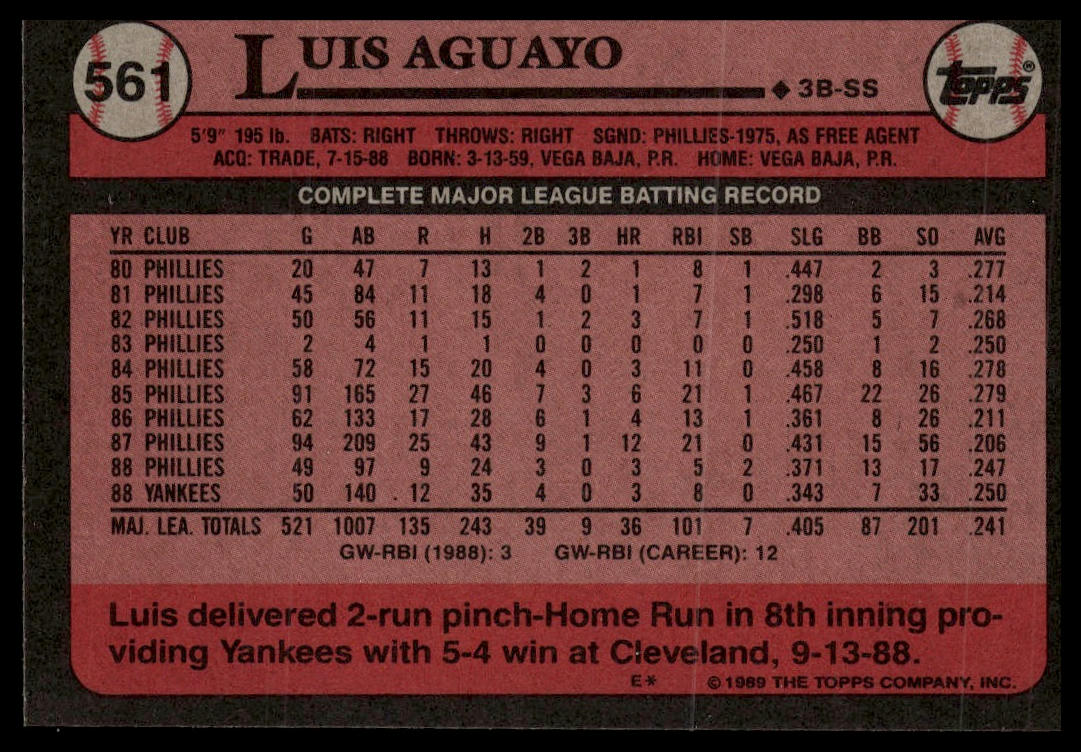 561
LUIS AGUAYO
◆ 3B-SS
topps®
5'9" 195 lb. BATS: RIGHT THROWS: RIGHT SGND: PHILLIES-1975, AS FREE AGENT
ACQ: TRADE, 7-15-88 BORN: 3-13-59, VEGA BAJA, P.R. HOME: VEGA BAJA, P.R.
COMPLETE MAJOR LEAGUE BATTING RECORD
YR CLUB G AB R H 2B 3B HR RBI SB SLG BB SO AVG
80 PHILLIES 20 47 7 13 1 2 1 8 1 .447 2 3 .277
81 PHILLIES 45 84 11 18 4 0 1 7 1 .298 6 15 .214
82 PHILLIES 50 56 11 15 1 2 3 7 1 .518 5 7 .268
83 PHILLIES 2 4 1 1 0 0 0 0 0 .250 1 2 .250
84 PHILLIES 58 72 15 20 4 0 3 11 0 .458 8 16 .278
85 PHILLIES 91 165 27 46 7 3 6 21 1 .467 22 26 .279
86 PHILLIES 62 133 17 28 6 1 4 13 1 .361 8 26 .211
87 PHILLIES 94 209 25 43 9 1 12 21 0 .431 15 56 .206
88 PHILLIES 49 97 9 24 3 0 3 5 2 .371 13 17 .247
88 YANKEES 50 140 12 35 4 0 3 8 0 .343 7 33 .250
MAJ. LEA. TOTALS 521 1007 135 243 39 9 36 101 7 .405 87 201 .241
GW-RBI (1988): 3 GW-RBI (CAREER): 12
Luis delivered 2-run pinch-Home Run in 8th inning pro-
viding Yankees with 5-4 win at Cleveland, 9-13-88.
E* © 1989 THE TOPPS COMPANY, INC.